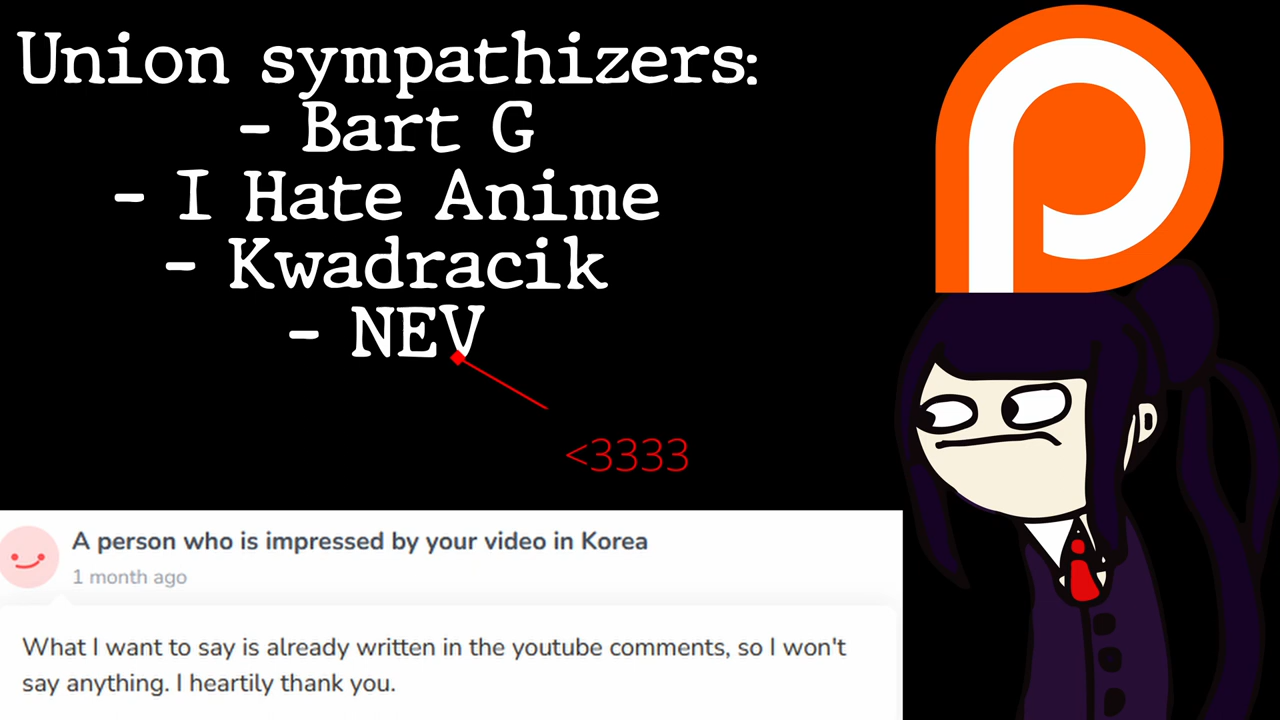 Union sympathizers:
- Bart G
- I Hate Anime
- Kwadracik
- NEV
<3333
A person who is impressed by your video in Korea
1 month ago
What I want to say is already written in the youtube comments, so I won't
say anything. I heartily thank you.